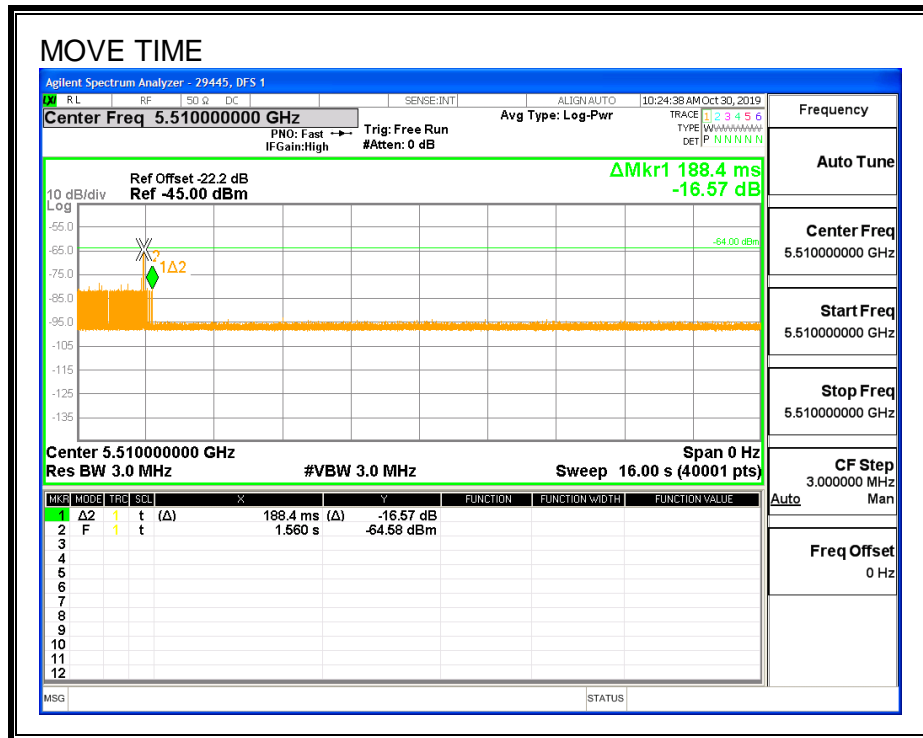 MOVE TIME
Agilent Spectrum Analyzer - 29445, DFS 1
LXI RL RF 50 Ω DC SENSE:INT ALIGN AUTO 10:24:38 AM Oct 30, 2019
Center Freq 5.510000000 GHz
Avg Type: Log-Pwr
TRACE 1 2 3 4 5 6
PNO: Fast
Trig: Free Run
TYPE WWWWWWW
IFGain:High
#Atten: 0 dB
DET P N N N N N
ΔMkr1 188.4 ms
-16.57 dB
Ref Offset -22.2 dB
10 dB/div Ref -45.00 dBm
Log
-55.0
-65.0
-75.0
-85.0
-95.0
-105
-115
-125
-135
-64.00 dBm
2
1Δ2
Center 5.510000000 GHz Span 0 Hz
Res BW 3.0 MHz #VBW 3.0 MHz Sweep 16.00 s (40001 pts)
MKR MODE TRC SCL X Y FUNCTION FUNCTION WIDTH FUNCTION VALUE
1 Δ2 1 t (Δ) 188.4 ms (Δ) -16.57 dB
2 F 1 t 1.560 s -64.58 dBm
3
4
5
6
7
8
9
10
11
12
MSG STATUS
Frequency
Auto Tune
Center Freq
5.510000000 GHz
Start Freq
5.510000000 GHz
Stop Freq
5.510000000 GHz
CF Step
3.000000 MHz
Auto Man
Freq Offset
0 Hz